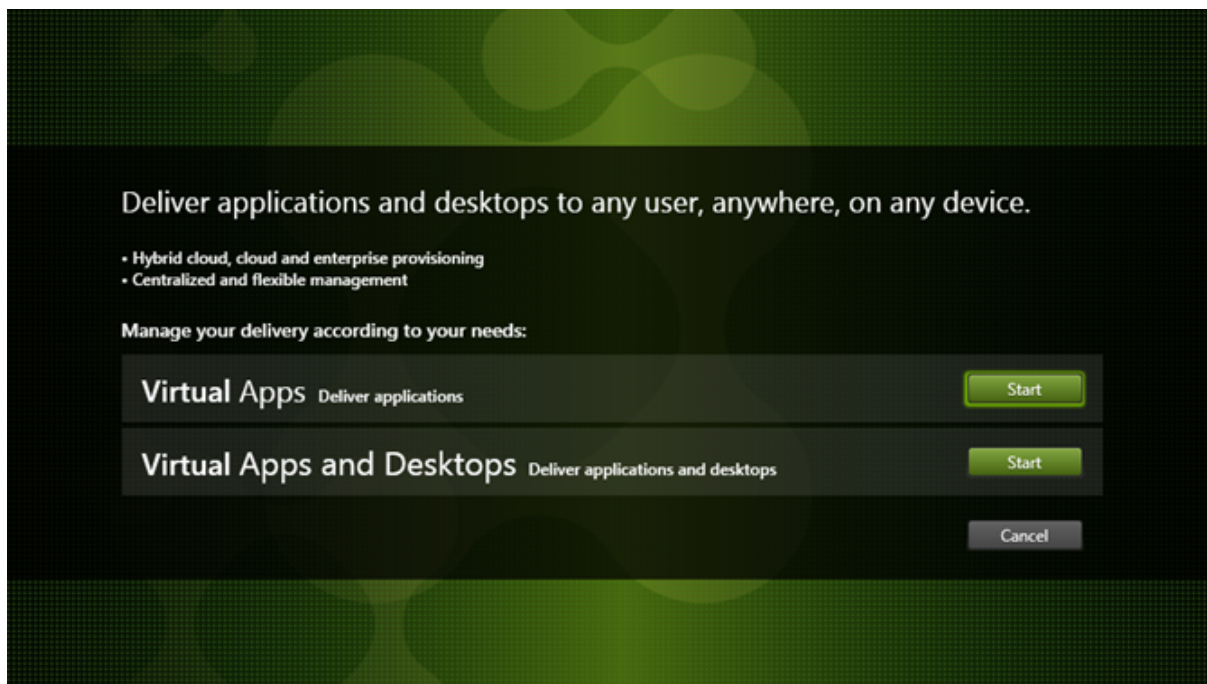 Deliver applications and desktops to any user, anywhere, on any device.
• Hybrid cloud, cloud and enterprise provisioning
• Centralized and flexible management
Manage your delivery according to your needs:
Virtual Apps Deliver applications Start
Virtual Apps and Desktops Deliver applications and desktops Start
Cancel